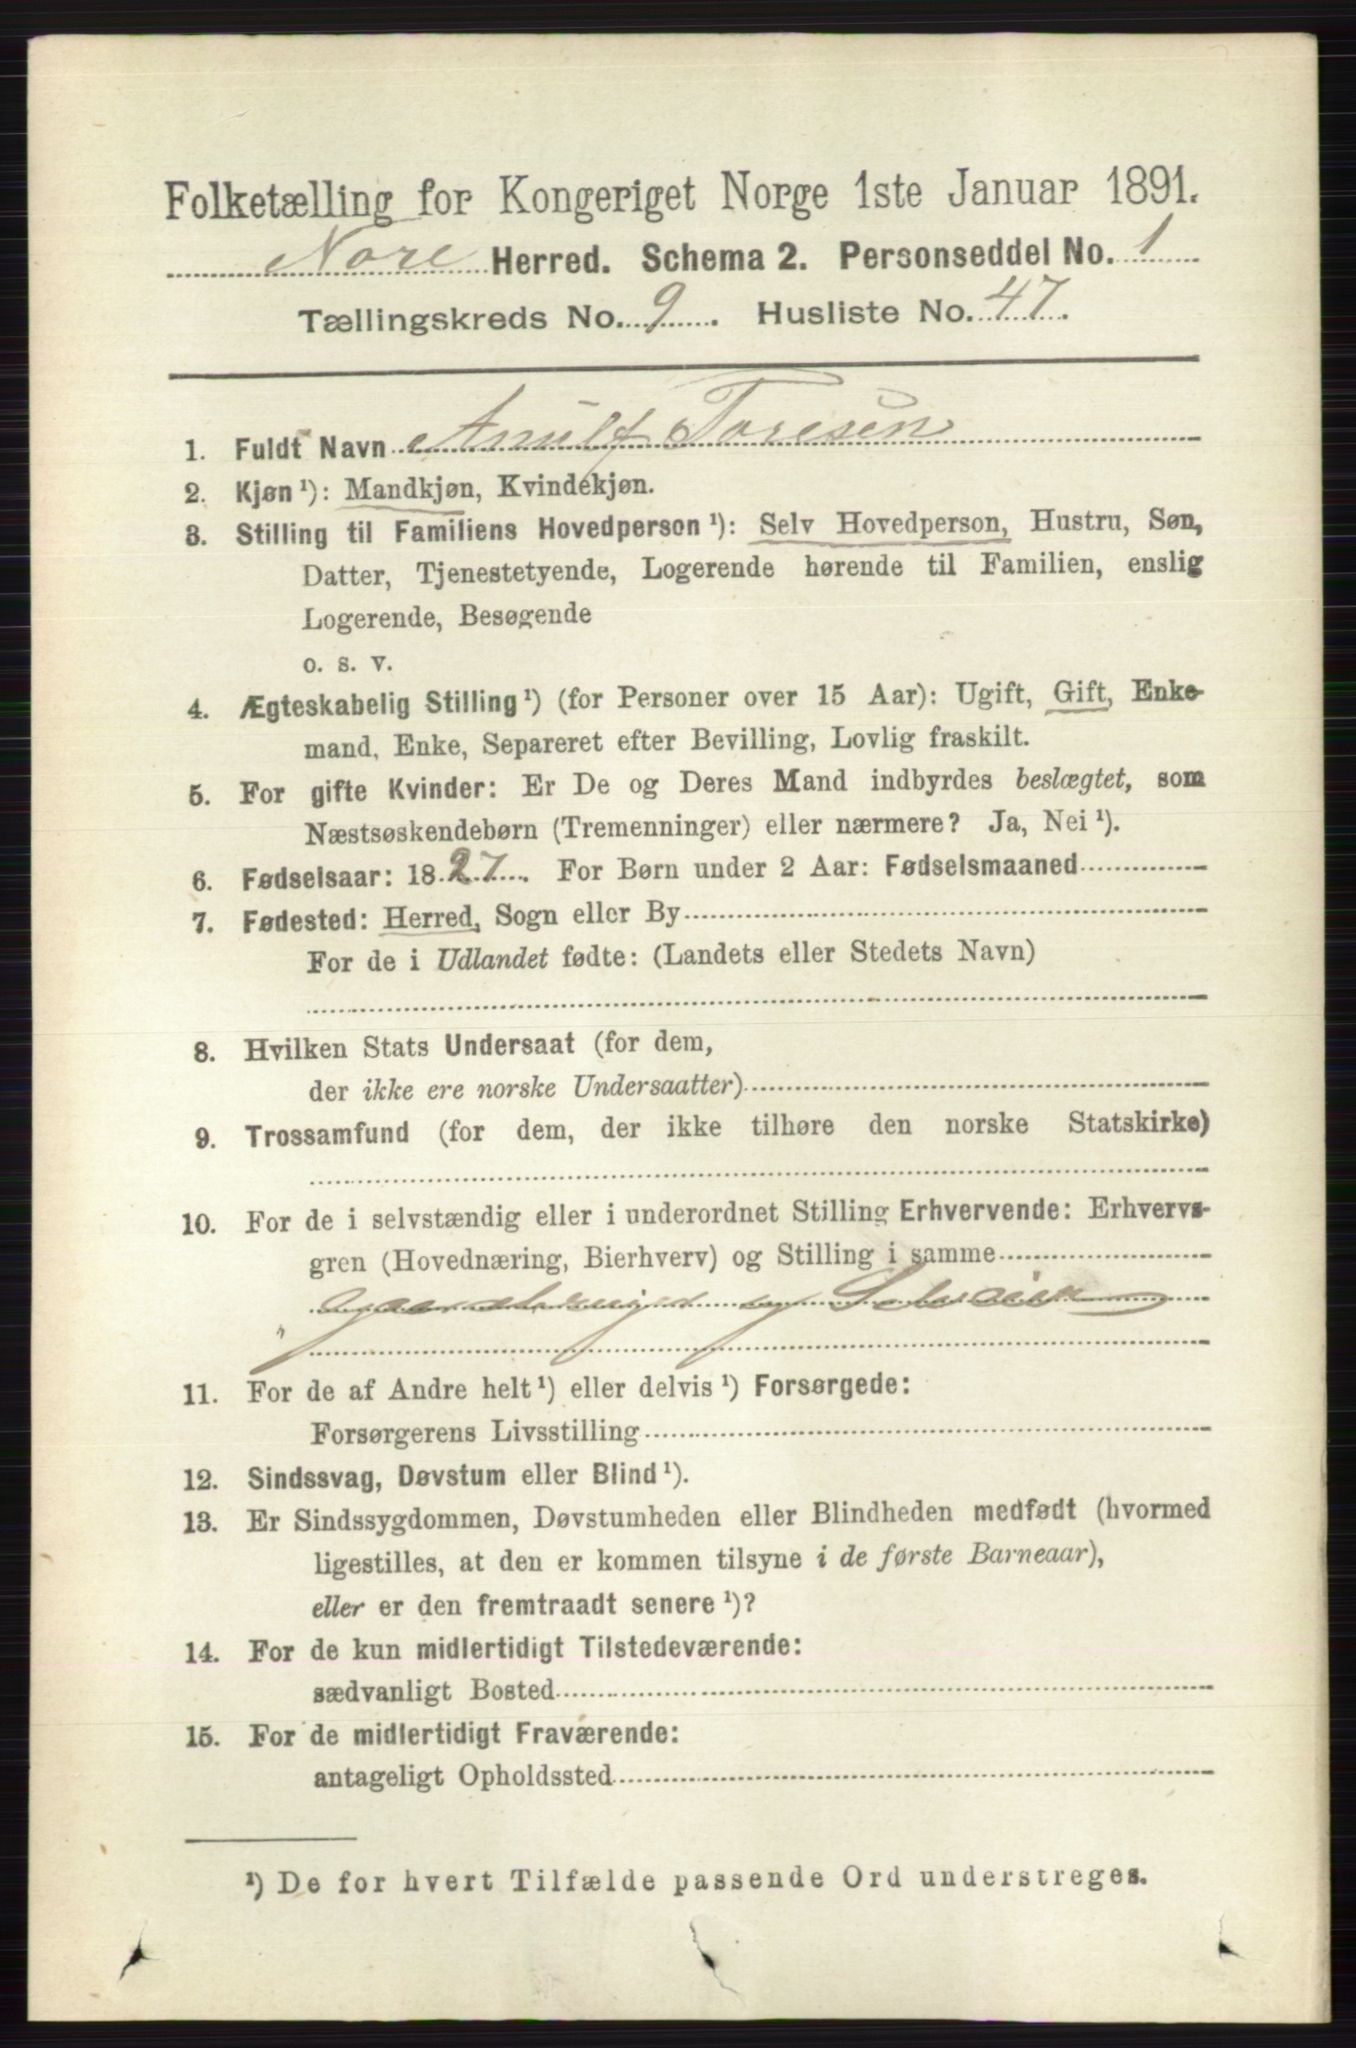 Folketælling for Kongeriget Norge 1ste Januar 1891.
Nore Herred. Schema 2. Personseddel No. 1
Tællingskreds No. 9. Husliste No. 47.
1. Fuldt Navn Anulf Toresen
2. Kjøn ¹): Mandkjøn, Kvindekjøn.
3. Stilling til Familiens Hovedperson ¹): Selv Hovedperson, Hustru, Søn,
Datter, Tjenestetyende, Logerende hørende til Familien, enslig
Logerende, Besøgende
o. s. v.
4. Ægteskabelig Stilling ¹) (for Personer over 15 Aar): Ugift, Gift, Enke-
mand, Enke, Separeret efter Bevilling, Lovlig fraskilt.
5. For gifte Kvinder: Er De og Deres Mand indbyrdes beslægtet, som
Næstsøskendebørn (Tremenninger) eller nærmere? Ja, Nei ¹).
6. Fødselsaar: 1827. For Børn under 2 Aar: Fødselsmaaned
7. Fødested: Herred, Sogn eller By
For de i Udlandet fødte: (Landets eller Stedets Navn)
8. Hvilken Stats Undersaat (for dem,
der ikke ere norske Undersaatter)
9. Trossamfund (for dem, der ikke tilhøre den norske Statskirke)
10. For de i selvstændig eller i underordnet Stilling Erhvervende: Erhvervs-
gren (Hovednæring, Bierhverv) og Stilling i samme
Gaardbruger og Selveier
11. For de af Andre helt ¹) eller delvis ¹) Forsørgede:
Forsørgerens Livsstilling
12. Sindssvag, Døvstum eller Blind ¹).
13. Er Sindssygdommen, Døvstumheden eller Blindheden medfødt (hvormed
ligestilles, at den er kommen tilsyne i de første Barneaar),
eller er den fremtraadt senere ¹)?
14. For de kun midlertidigt Tilstedeværende:
sædvanligt Bosted
15. For de midlertidigt Fraværende:
antageligt Opholdssted
¹) De for hvert Tilfælde passende Ord understreges.